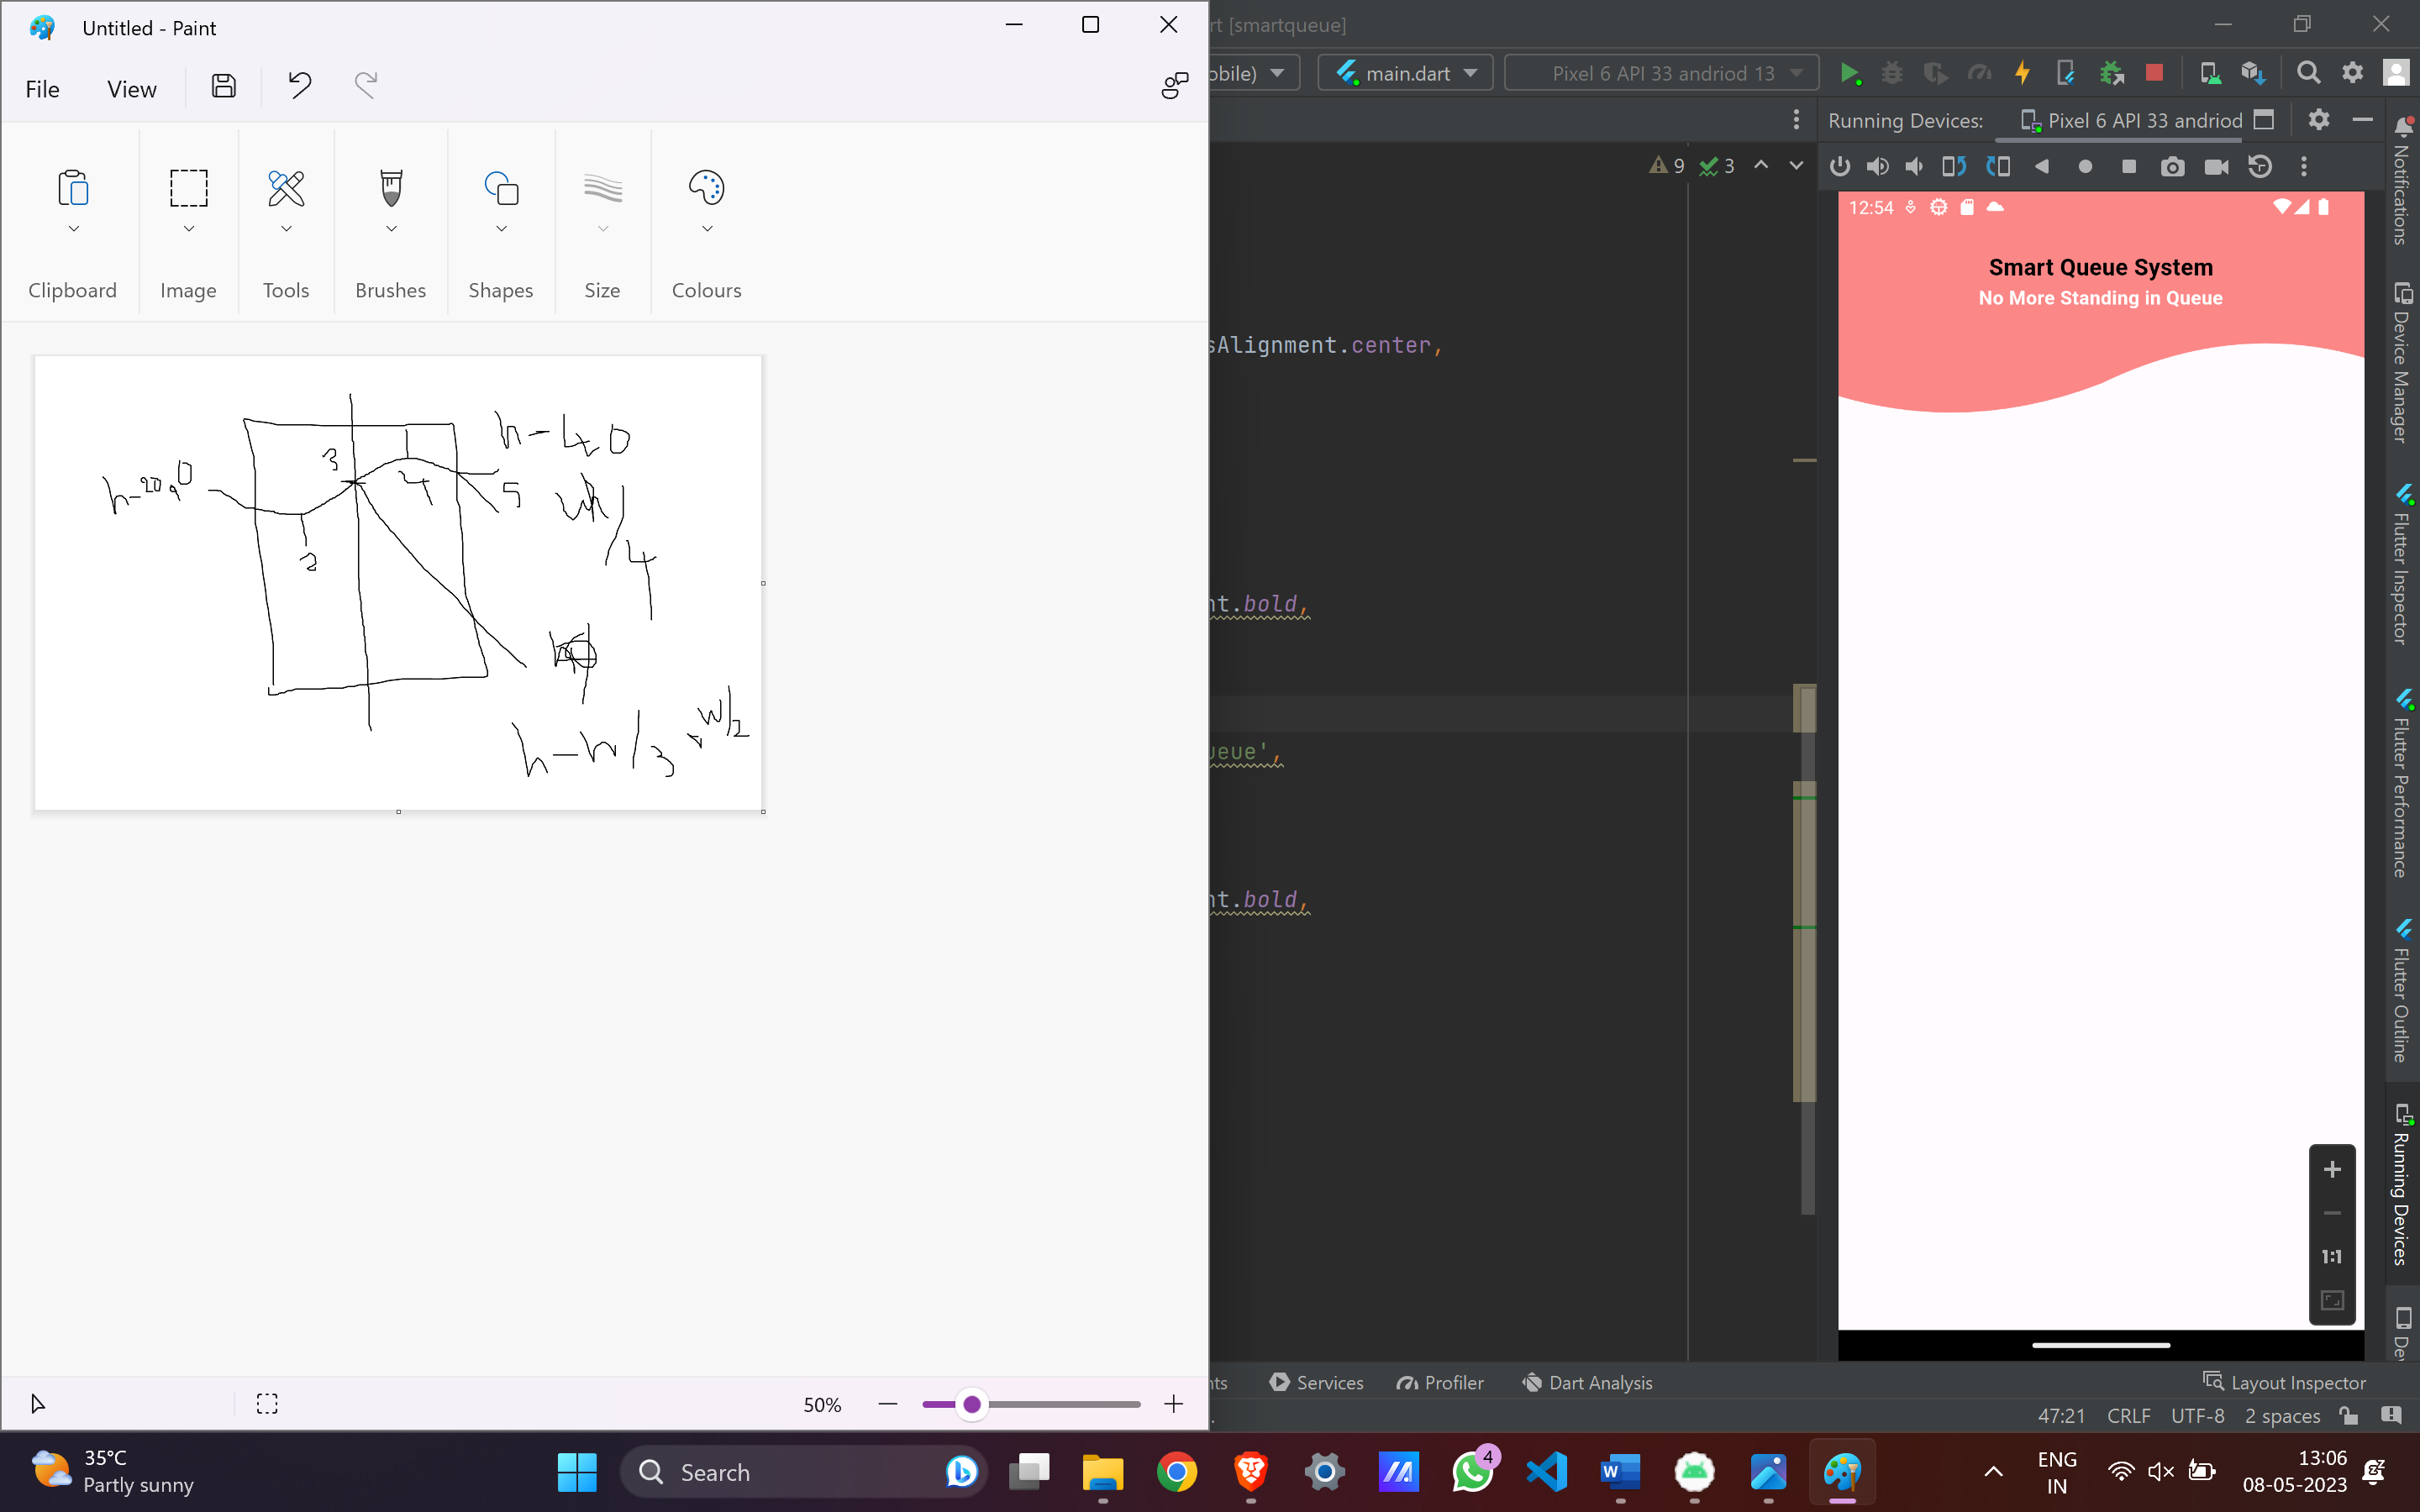 Untitled - Paint
File
View
Clipboard
Image
Tools
Brushes
Shapes
Size
Colours
h-40
3
h-20,0
4
5
2
/4
h-h/3, w/2
50%
rt [smartqueue]
obile)
main.dart
Pixel 6 API 33 andriod 13
Running Devices:
Pixel 6 API 33 andriod
9
3
sAlignment.center,
nt.bold,
ueue',
nt.bold,
12:54
Smart Queue System
No More Standing in Queue
1:1
Notifications
Device Manager
Flutter Inspector
Flutter Performance
Flutter Outline
Running Devices
nts
Services
Profiler
Dart Analysis
Layout Inspector
47:21
CRLF
UTF-8
2 spaces
35°C
Partly sunny
Search
4
ENG
IN
13:06
08-05-2023